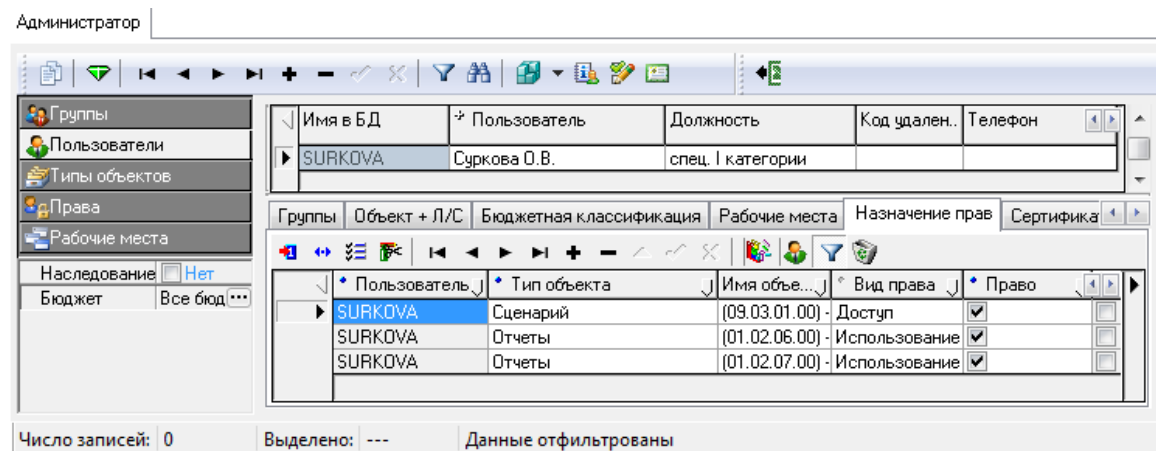 Администратор
Группы
Пользователи
Типы объектов
Права
Рабочие места
Наследование Нет
Бюджет Все бюд
Имя в БД Пользователь Должность Код удален.. Телефон
SURKOVA Суркова О.В. спец. I категории
Группы Объект + Л/С Бюджетная классификация Рабочие места Назначение прав Сертифика
Пользователь Тип объекта Имя объе... Вид права Право
SURKOVA Сценарий (09.03.01.00) - Доступ
SURKOVA Отчеты (01.02.06.00) - Использование
SURKOVA Отчеты (01.02.07.00) - Использование
Число записей: 0 Выделено: --- Данные отфильтрованы